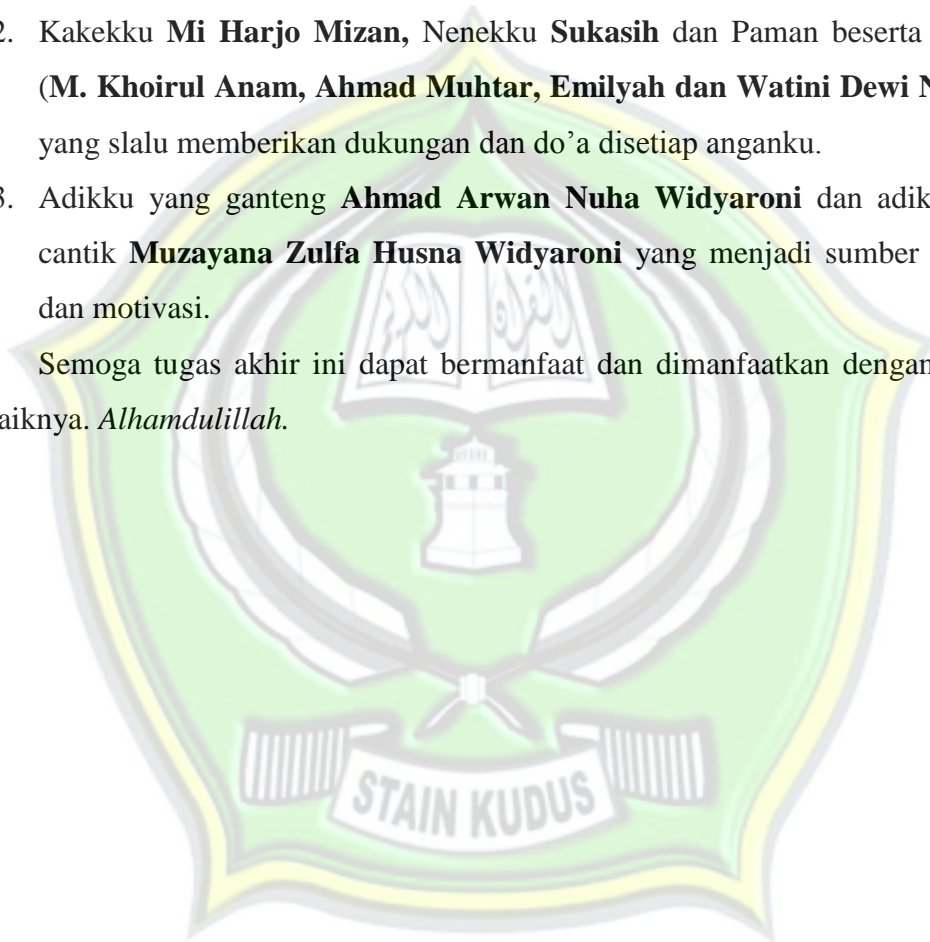 2. Kakekku Mi Harjo Mizan, Nenekku Sukasih dan Paman beserta
(M. Khoirul Anam, Ahmad Muhtar, Emilyah dan Watini Dewi
yang slalu memberikan dukungan dan do’a disetiap anganku.
3. Adikku yang ganteng Ahmad Arwan Nuha Widyaroni dan adik
cantik Muzayana Zulfa Husna Widyaroni yang menjadi sumber
dan motivasi.
Semoga tugas akhir ini dapat bermanfaat dan dimanfaatkan dengan
aiknya. Alhamdulillah.
STAIN KUDUS